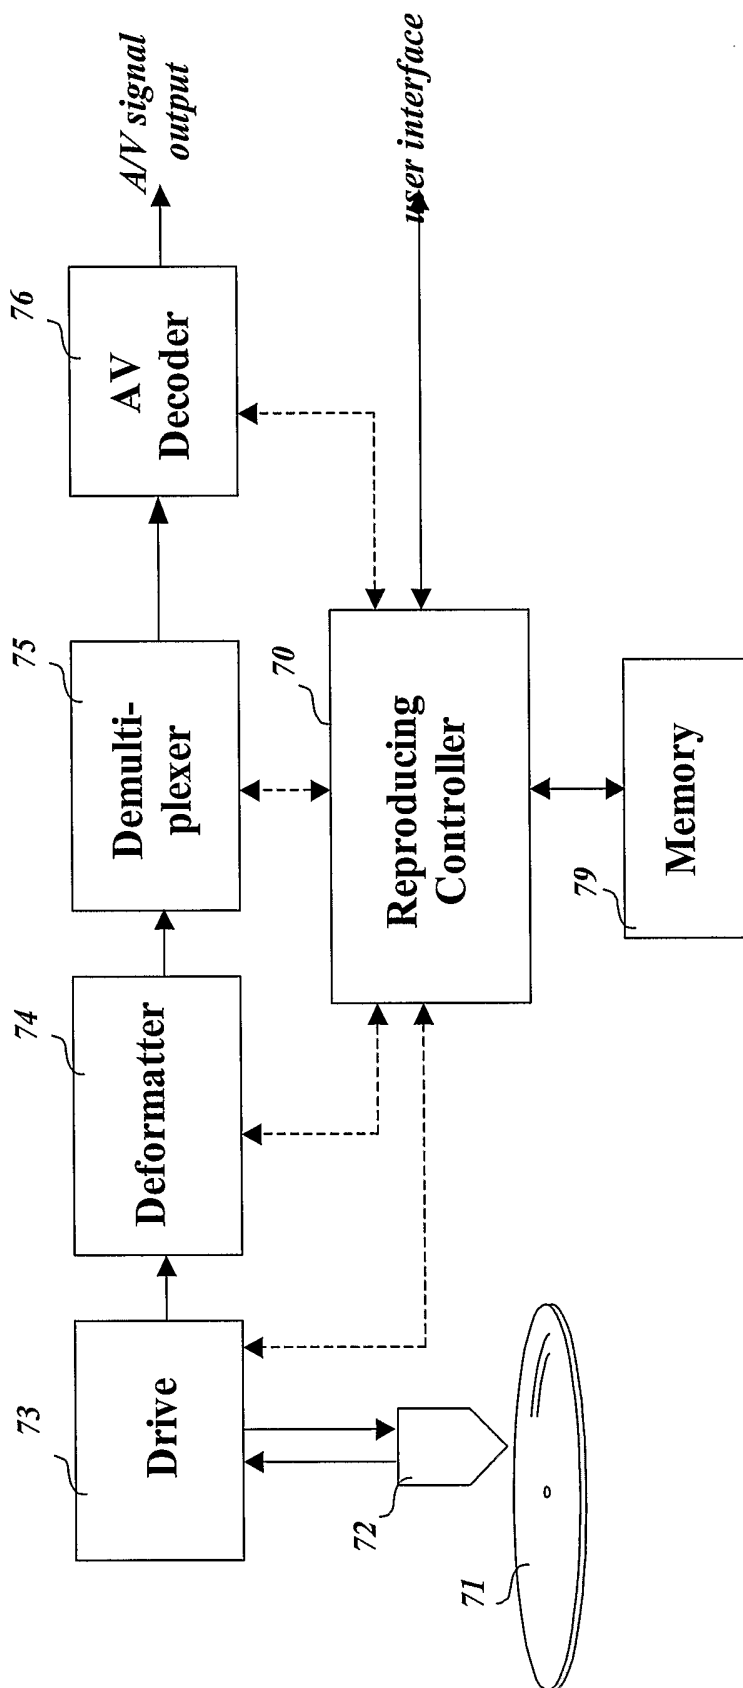 A/V signal
output
76
AV
Decoder
user interface
75
Demulti-
plexer
70
Reproducing
Controller
79
Memory
74
Deformatter
73
Drive
72
71